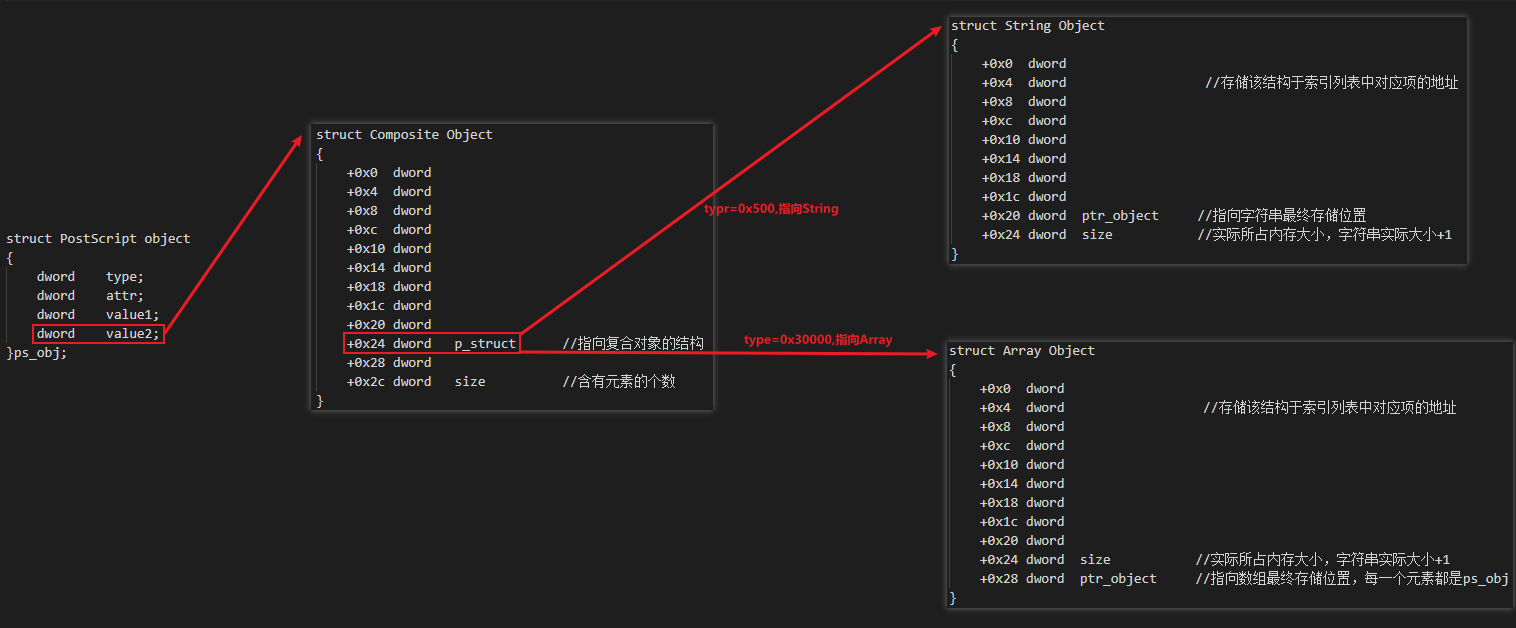 struct PostScript object
{
dword type;
dword attr;
dword value1;
dword value2;
}ps_obj;
struct Composite Object
{
+0x0 dword
+0x4 dword
+0x8 dword
+0xc dword
+0x10 dword
+0x14 dword
+0x18 dword
+0x1c dword
+0x20 dword
+0x24 dword p_struct //指向复合对象的结构
+0x28 dword
+0x2c dword size //含有元素的个数
}
typr=0x500,指向String
type=0x30000,指向Array
struct String Object
{
+0x0 dword
+0x4 dword //存储该结构于索引列表中对应项的地址
+0x8 dword
+0xc dword
+0x10 dword
+0x14 dword
+0x18 dword
+0x1c dword
+0x20 dword ptr_object //指向字符串最终存储位置
+0x24 dword size //实际所占内存大小，字符串实际大小+1
}
struct Array Object
{
+0x0 dword
+0x4 dword //存储该结构于索引列表中对应项的地址
+0x8 dword
+0xc dword
+0x10 dword
+0x14 dword
+0x18 dword
+0x1c dword
+0x20 dword
+0x24 dword size //实际所占内存大小，字符串实际大小+1
+0x28 dword ptr_object //指向数组最终存储位置，每一个元素都是ps_obj
}